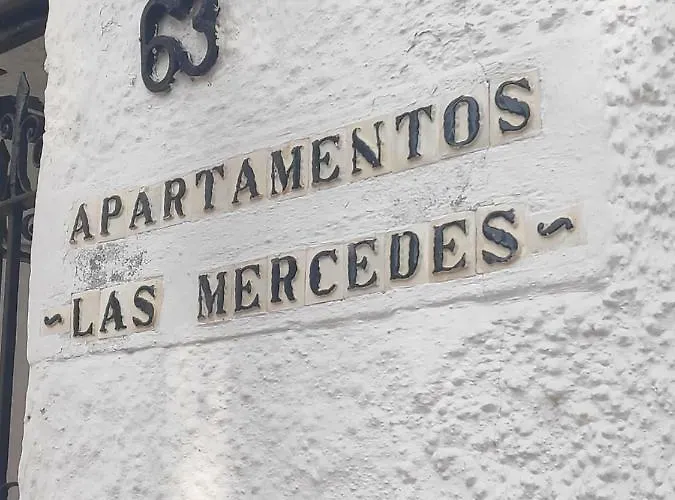 63
APARTAMENTOS
~ LAS MERCEDES ~